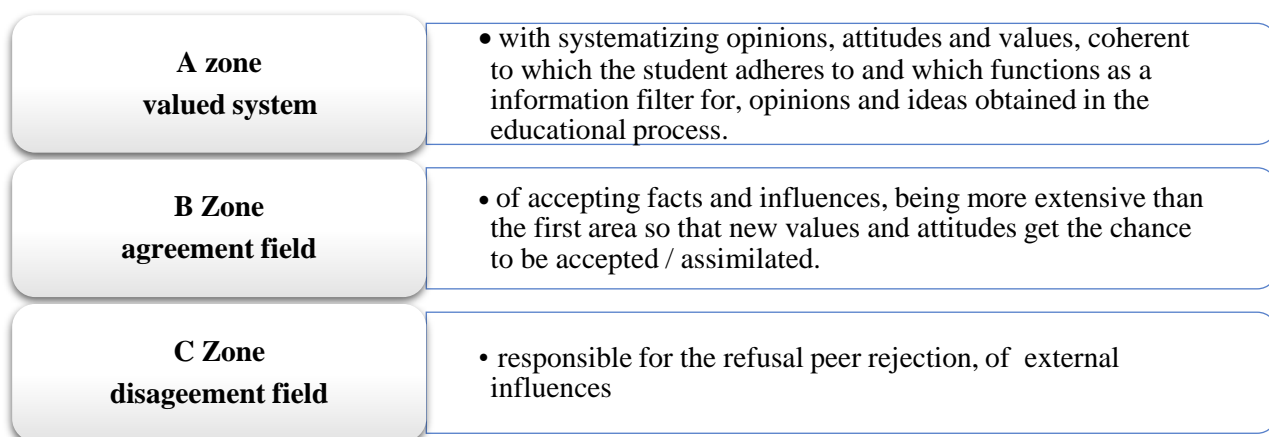 A zone
valued system
• with systematizing opinions, attitudes and values, coherent
to which the student adheres to and which functions as a
information filter for, opinions and ideas obtained in the
educational process.
B Zone
agreement field
• of accepting facts and influences, being more extensive than
the first area so that new values and attitudes get the chance
to be accepted / assimilated.
C Zone
disageement field
• responsible for the refusal peer rejection, of external
influences